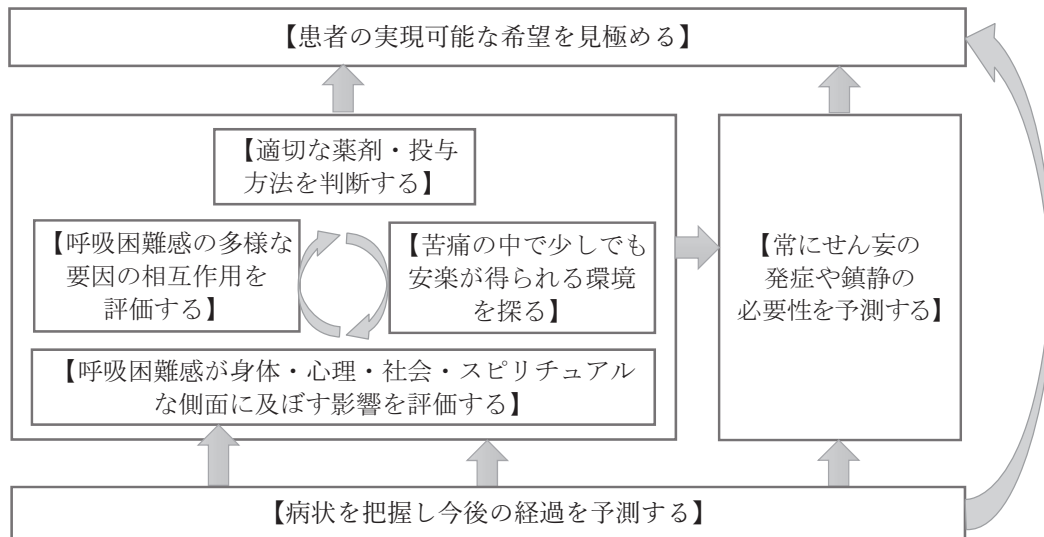 【患者の実現可能な希望を見極める】
【適切な薬剤・投与
方法を判断する】
【呼吸困難感の多様な
要因の相互作用を
評価する】
【苦痛の中で少しでも
安楽が得られる環境
を探る】
【呼吸困難感が身体・心理・社会・スピリチュアル
な側面に及ぼす影響を評価する】
【常にせん妄の
発症や鎮静の
必要性を予測する】
【病状を把握し今後の経過を予測する】